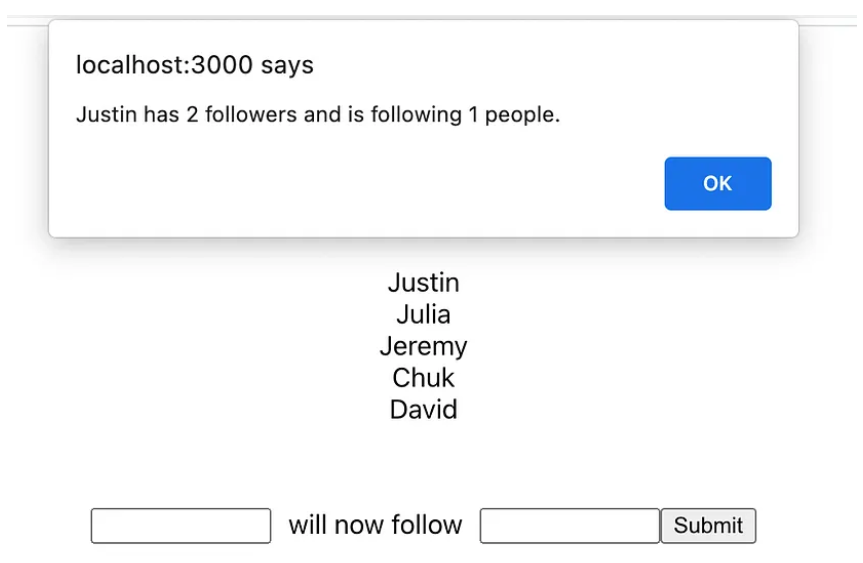 localhost:3000 says
Justin has 2 followers and is following 1 people.
OK
Justin
Julia
Jeremy
Chuk
David
will now follow Submit